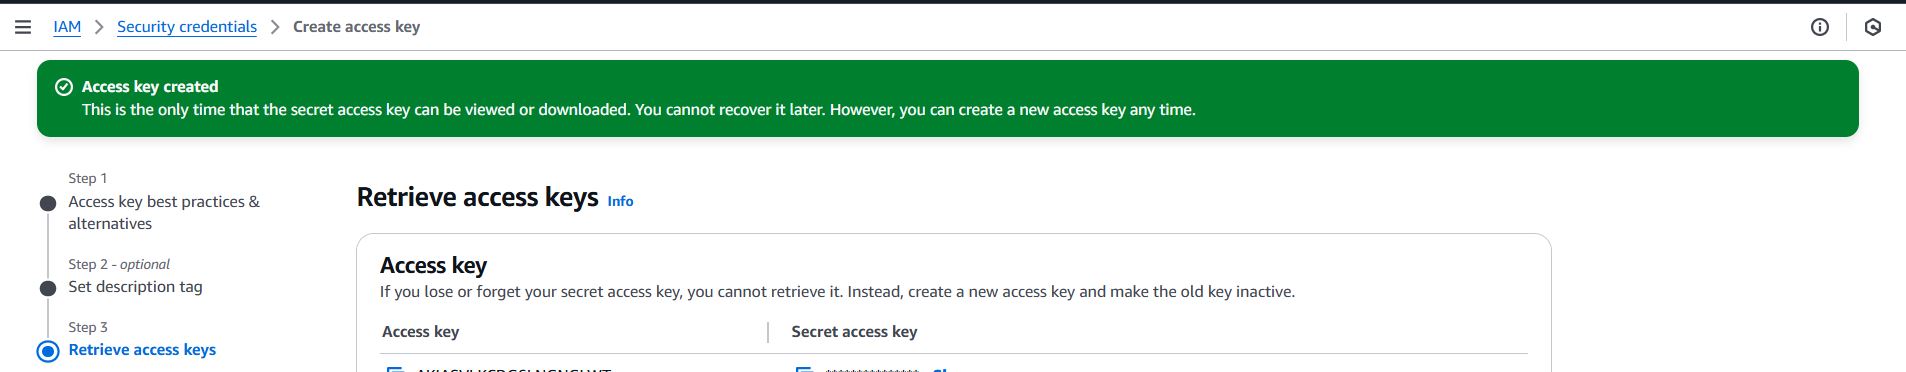 IAM > Security credentials > Create access key
Access key created
This is the only time that the secret access key can be viewed or downloaded. You cannot recover it later. However, you can create a new access key any time.
Step 1
Access key best practices &
alternatives
Step 2 - optional
Set description tag
Step 3
Retrieve access keys
Retrieve access keys Info
Access key
If you lose or forget your secret access key, you cannot retrieve it. Instead, create a new access key and make the old key inactive.
Access key
Secret access key